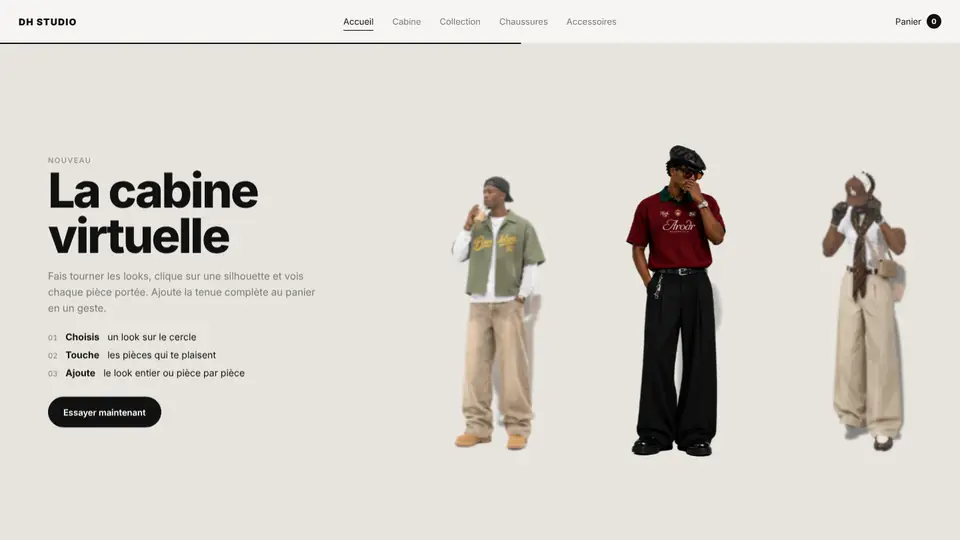 DH STUDIO
Accueil Cabine Collection Chaussures Accessoires
Panier 0
NOUVEAU
La cabine
virtuelle
Fais tourner les looks, clique sur une silhouette et vois
chaque pièce portée. Ajoute la tenue complète au panier
en un geste.
01 Choisis un look sur le cercle
02 Touche les pièces qui te plaisent
03 Ajoute le look entier ou pièce par pièce
Essayer maintenant